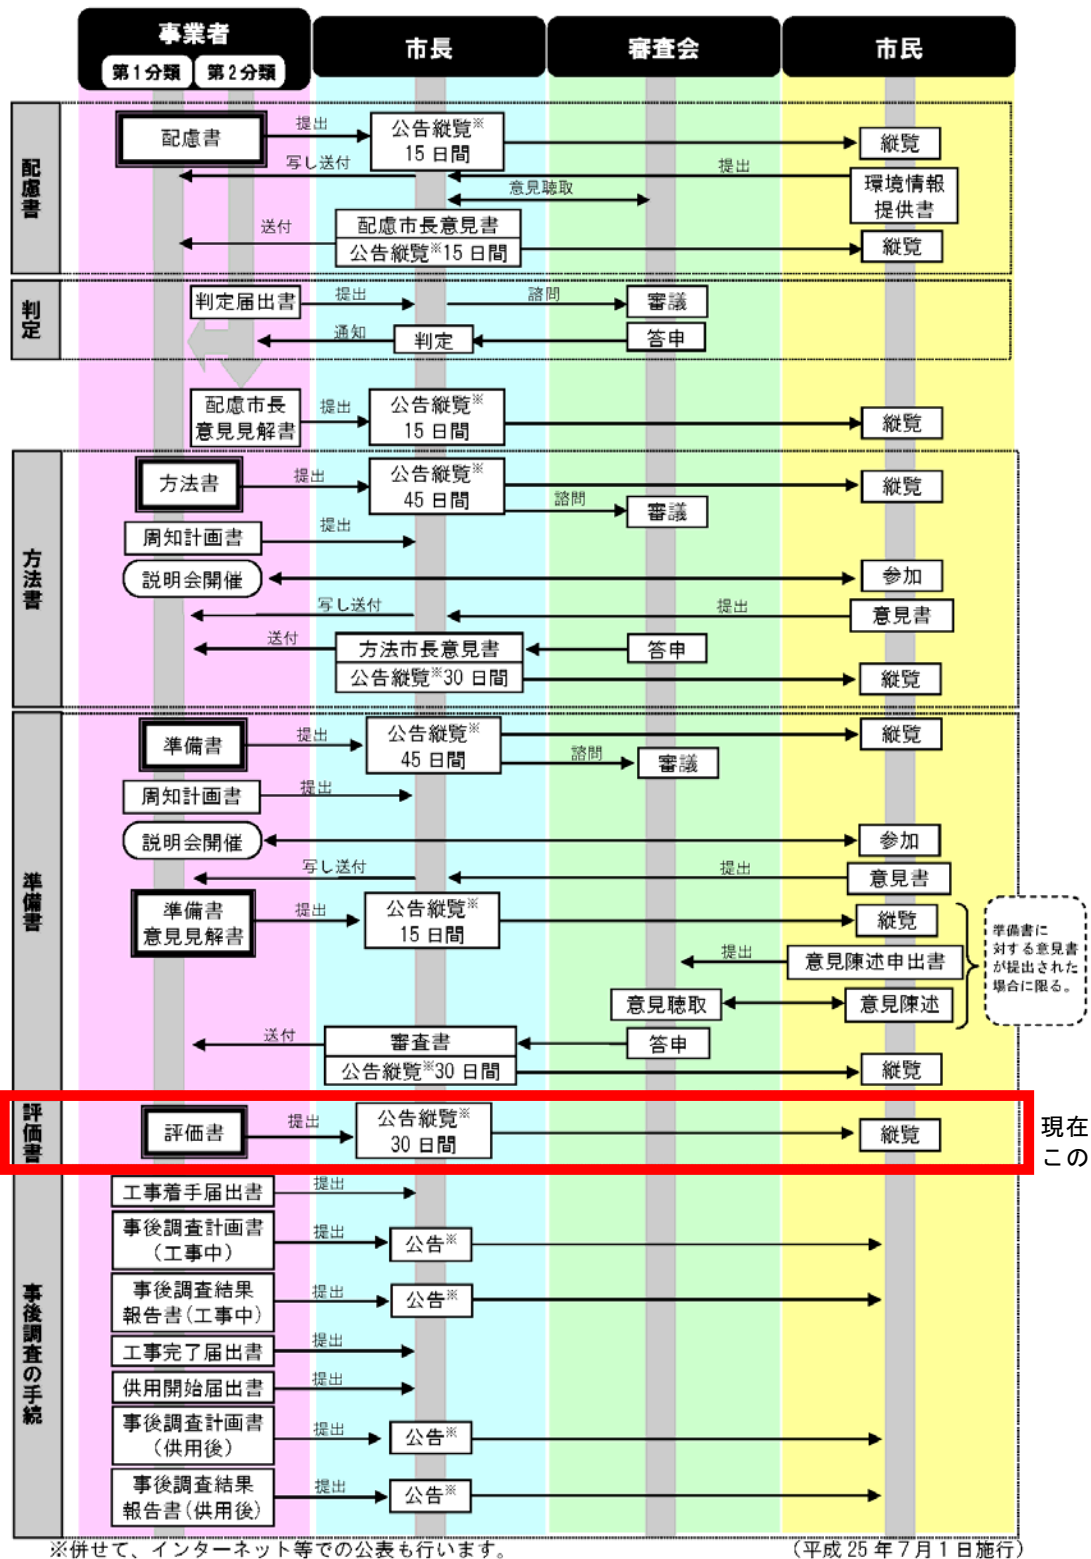 事業者
第1分類 第2分類
市長
審査会
市民
配慮書
配慮書
提出
公告縦覧※
15日間
縦覧
写し送付
提出
環境情報
提供書
意見聴取
送付
配慮市長意見書
公告縦覧※15日間
縦覧
判定
判定届出書
提出
諮問
審議
通知
判定
答申
配慮市長
意見見解書
提出
公告縦覧※
15日間
縦覧
方法書
方法書
提出
公告縦覧※
45日間
縦覧
諮問
審議
周知計画書
提出
説明会開催
参加
写し送付
提出
意見書
送付
方法市長意見書
公告縦覧※30日間
答申
縦覧
準備書
準備書
提出
公告縦覧※
45日間
縦覧
諮問
審議
周知計画書
提出
説明会開催
参加
写し送付
提出
意見書
準備書
意見見解書
提出
公告縦覧※
15日間
縦覧
準備書に
対する意見書
が提出された
場合に限る。
提出
意見陳述申出書
意見聴取
意見陳述
送付
審査書
公告縦覧※30日間
答申
縦覧
評価書
評価書
提出
公告縦覧※
30日間
縦覧
現在
この
事後調査の手続
工事着手届出書
提出
事後調査計画書
（工事中）
提出
公告※
事後調査結果
報告書（工事中）
提出
公告※
工事完了届出書
提出
供用開始届出書
提出
事後調査計画書
（供用後）
提出
公告※
事後調査結果
報告書（供用後）
提出
公告※
※併せて、インターネット等での公表も行います。
（平成25年7月1日施行）